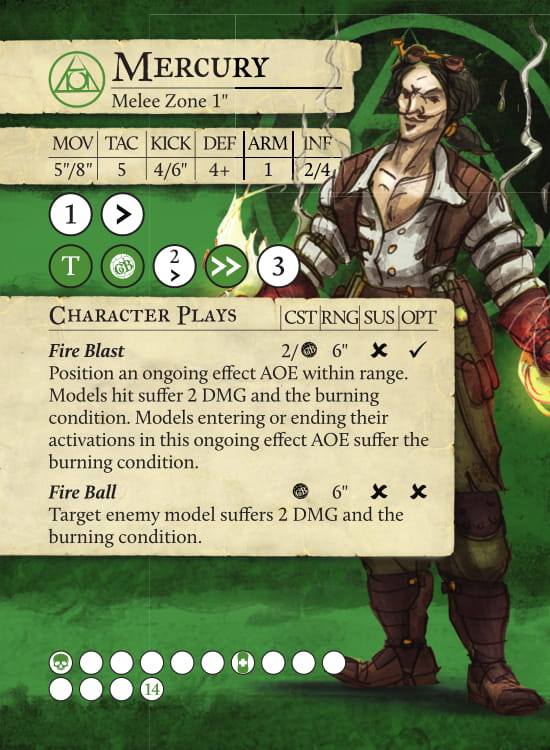 Mercury
Melee Zone 1"
MOV TAC KICK DEF ARM INF
5"/8" 5 4/6" 4+ 1 2/4
1 >
T GB 2 > >> 3
Character Plays CST RNG SUS OPT
Fire Blast 2/GB 6" ✘ ✓
Position an ongoing effect AOE within range.
Models hit suffer 2 DMG and the burning
condition. Models entering or ending their
activations in this ongoing effect AOE suffer the
burning condition.
Fire Ball GB 6" ✘ ✘
Target enemy model suffers 2 DMG and the
burning condition.
14